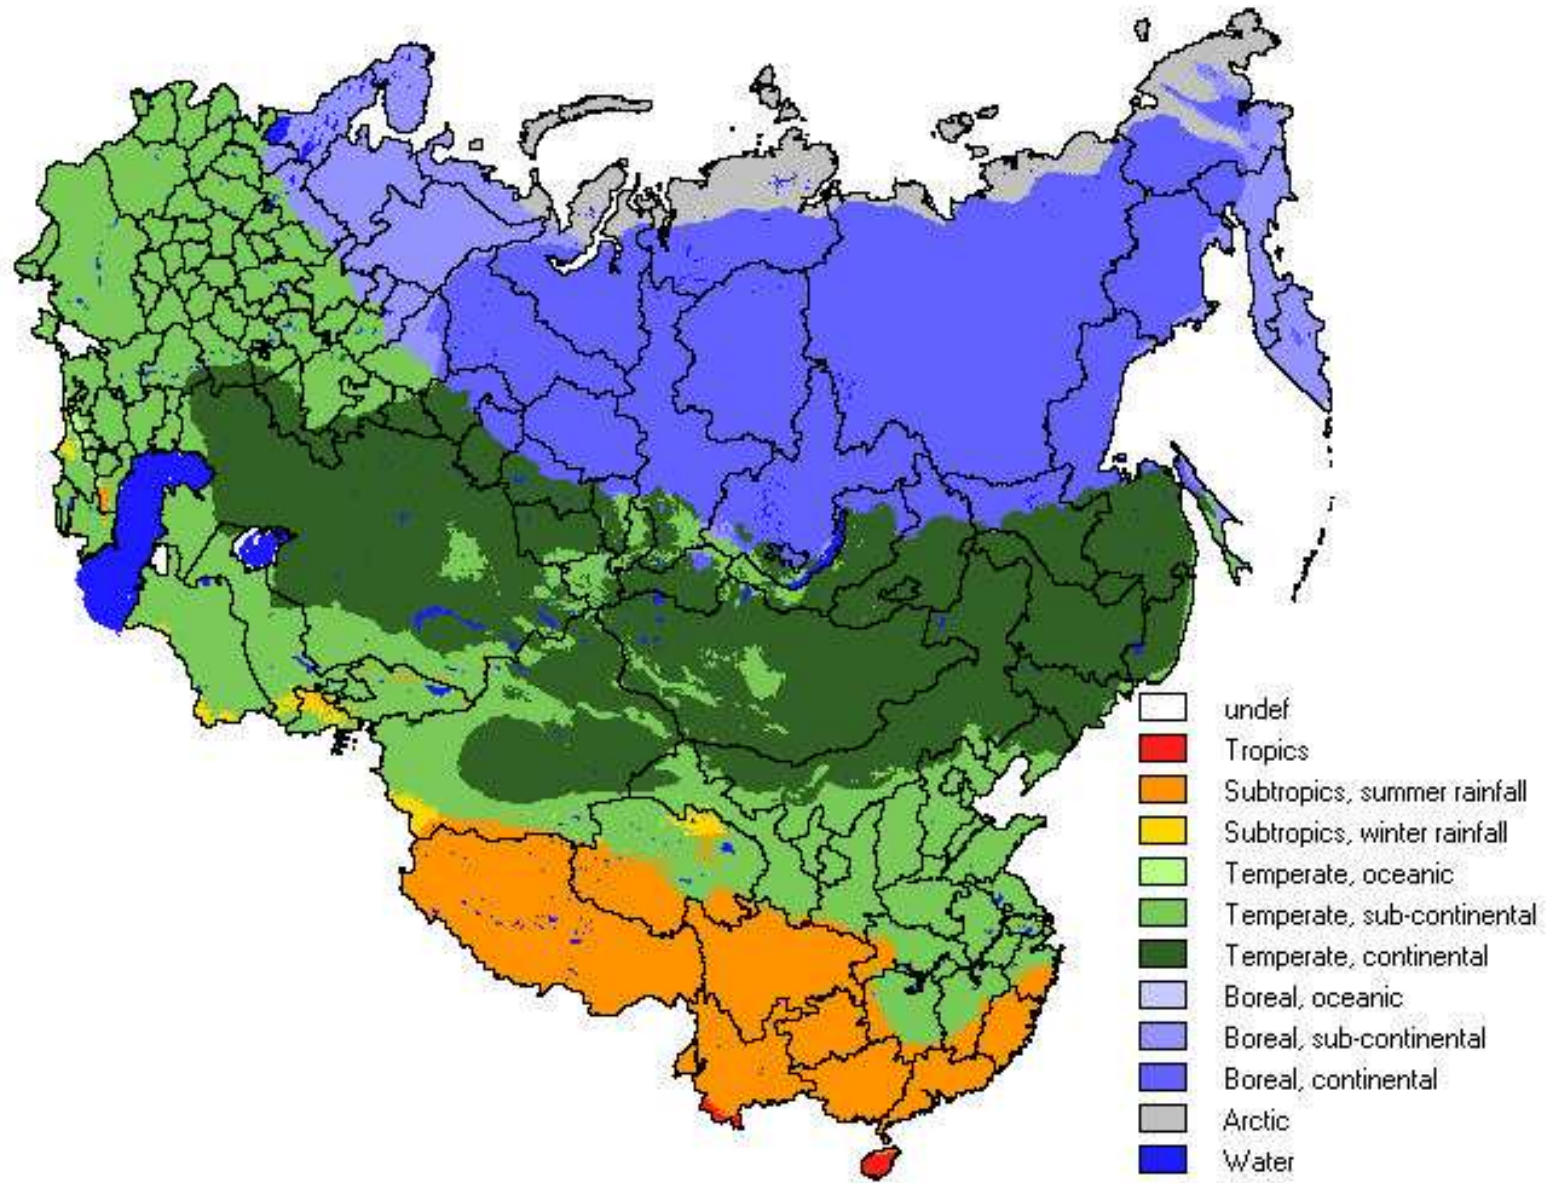 undef
Tropics
Subtropics, summer rainfall
Subtropics, winter rainfall
Temperate, oceanic
Temperate, sub-continental
Temperate, continental
Boreal, oceanic
Boreal, sub-continental
Boreal, continental
Arctic
Water